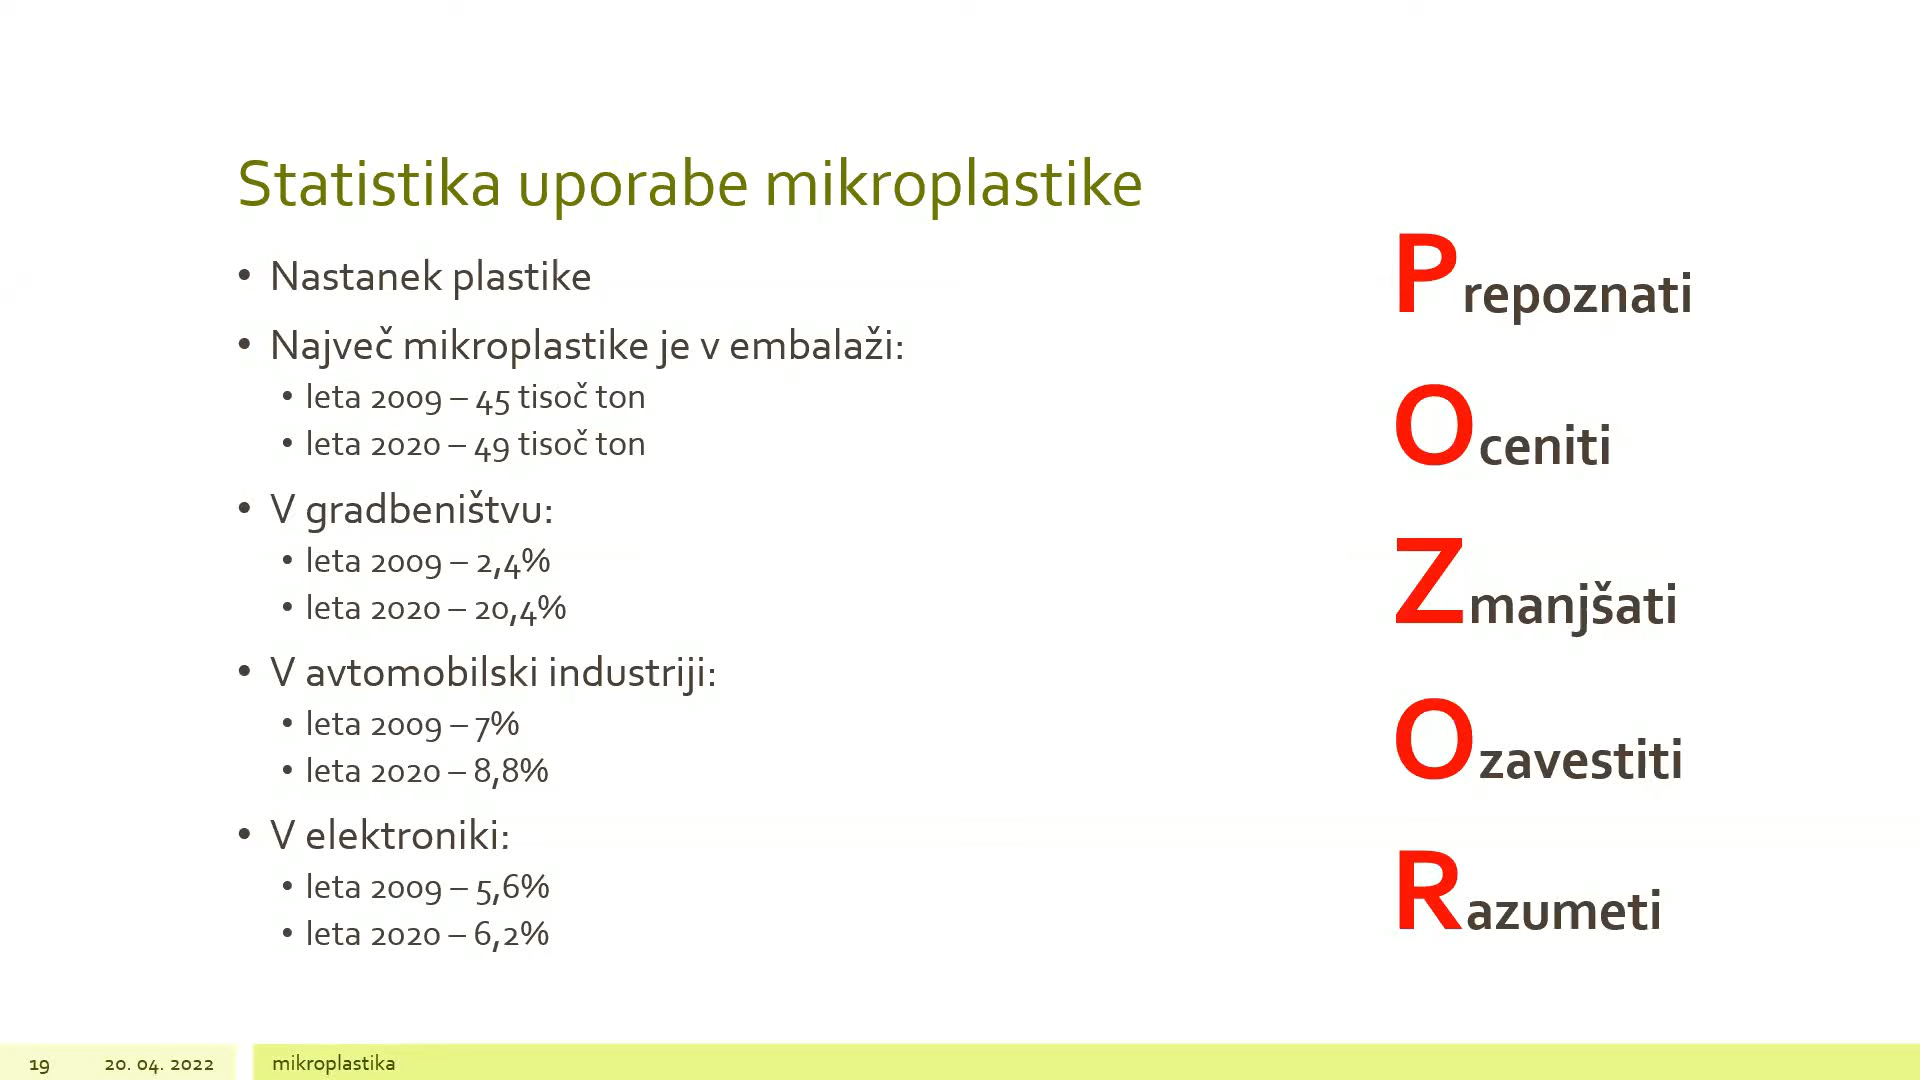 Statistika uporabe mikroplastike
• Nastanek plastike
• Največ mikroplastike je v embalaži:
• leta 2009 – 45 tisoč ton
• leta 2020 – 49 tisoč ton
• V gradbeništvu:
• leta 2009 – 2,4%
• leta 2020 – 20,4%
• V avtomobilski industriji:
• leta 2009 – 7%
• leta 2020 – 8,8%
• V elektroniki:
• leta 2009 – 5,6%
• leta 2020 – 6,2%
Prepoznati
Oceniti
Zmanjšati
Ozavestiti
Razumeti
19 20. 04. 2022 mikroplastika